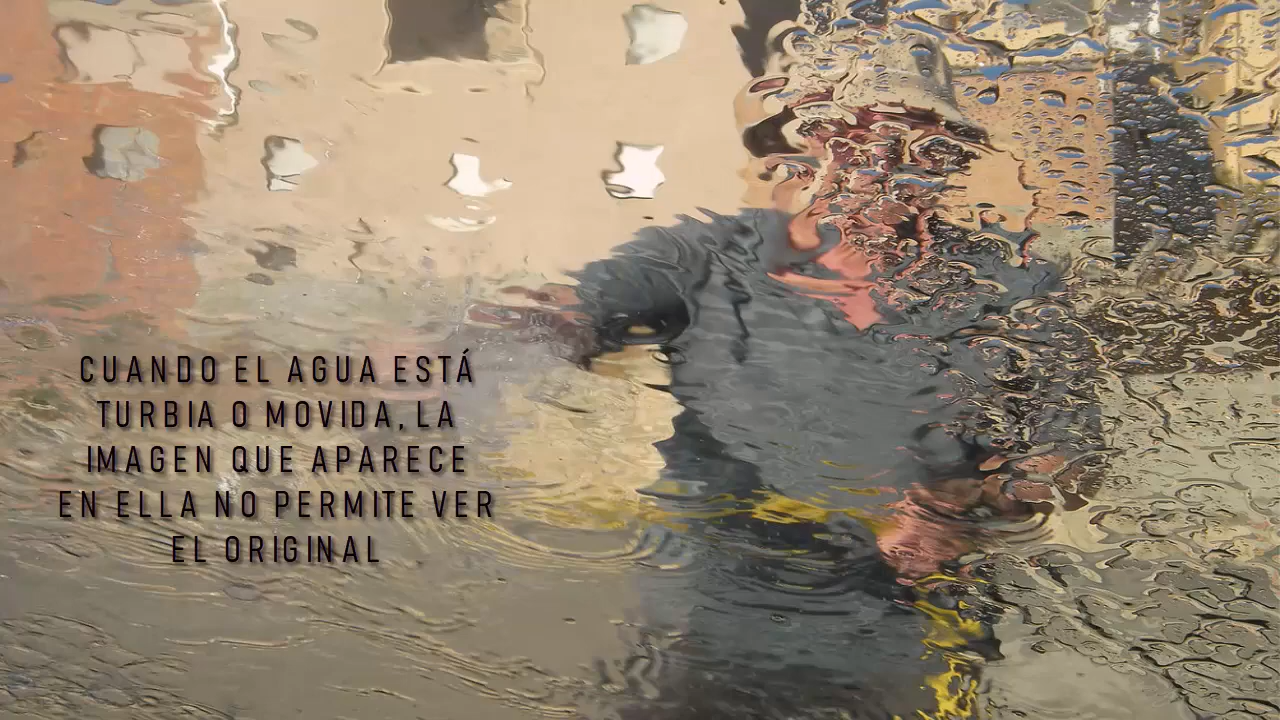 CUANDO EL AGUA ESTÁ
TURBIA O MOVIDA, LA
IMAGEN QUE APARECE
EN ELLA NO PERMITE VER
EL ORIGINAL